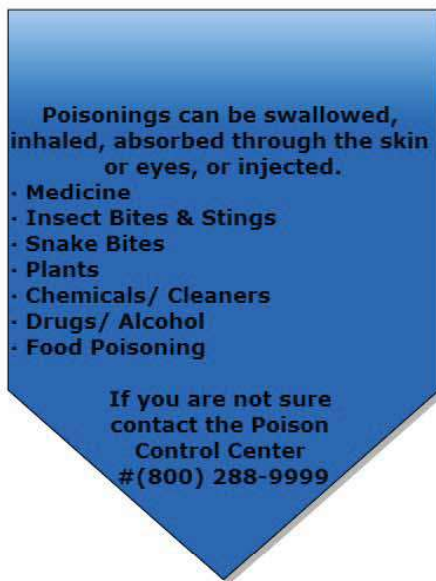 Poisonings can be swallowed,
inhaled, absorbed through the skin
or eyes, or injected.
· Medicine
· Insect Bites & Stings
· Snake Bites
· Plants
· Chemicals/ Cleaners
· Drugs/ Alcohol
· Food Poisoning
If you are not sure
contact the Poison
Control Center
#(800) 288-9999